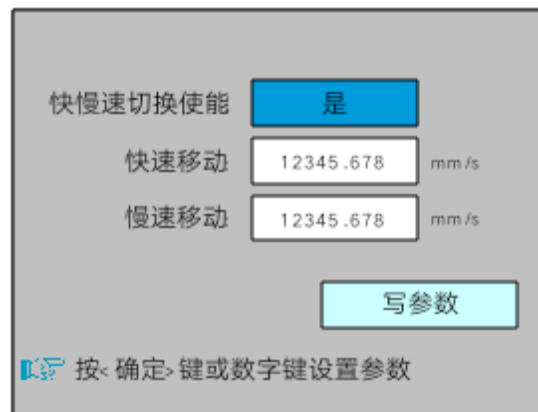 快慢速切换使能 是
快速移动 12345.678 mm/s
慢速移动 12345.678 mm/s
写参数
按<确定>键或数字键设置参数